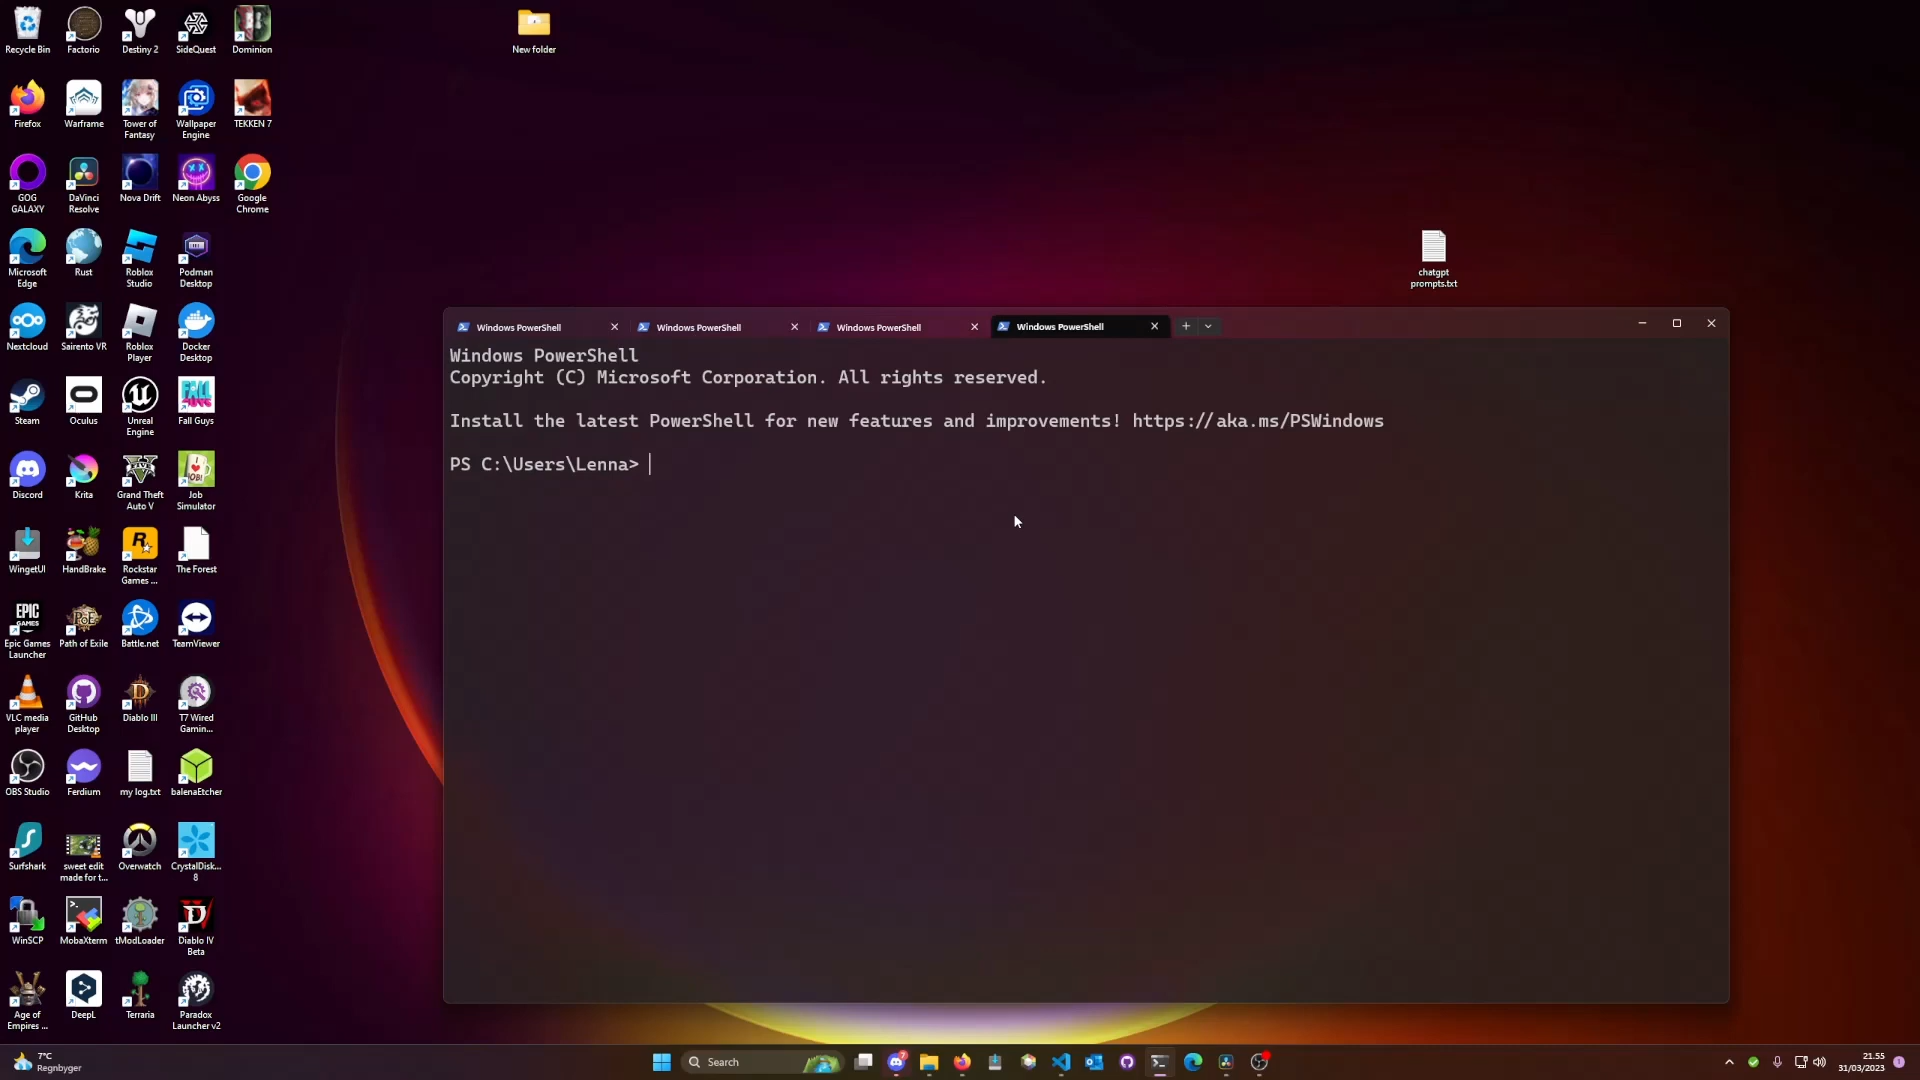 Recycle Bin
Factorio
Destiny 2
SideQuest
Dominion
New folder
Firefox
Warframe
Tower of
Fantasy
Wallpaper
Engine
TEKKEN 7
GOG
GALAXY
DaVinci
Resolve
Nova Drift
Neon Abyss
Google
Chrome
Microsoft
Edge
Rust
Roblox
Studio
Podman
Desktop
chatgpt
prompts.txt
Nextcloud
Sairento VR
Roblox
Player
Docker
Desktop
Windows PowerShell
Windows PowerShell
Windows PowerShell
Windows PowerShell
Windows PowerShell
Copyright (C) Microsoft Corporation. All rights reserved.
Install the latest PowerShell for new features and improvements! https://aka.ms/PSWindows
PS C:\Users\Lenna>
Steam
Oculus
Unreal
Engine
FALL
GUYS
Fall Guys
Discord
Krita
Grand Theft
Auto V
I
JOB!
Job
Simulator
WingetUI
HandBrake
R
Rockstar
Games ...
The Forest
EPIC
GAMES
Epic Games
Launcher
PoE
Path of Exile
Battle.net
TeamViewer
VLC media
player
GitHub
Desktop
D
Diablo III
T7 Wired
Gamin...
OBS Studio
Ferdium
my log.txt
balenaEtcher
Surfshark
sweet edit
made for t...
Overwatch
CrystalDisk...
8
WinSCP
MobaXterm
tModLoader
Diablo IV
Beta
Age of
Empires ...
DeepL
Terraria
Paradox
Launcher v2
7°C
Regnbyger
Search
7
21.55
31/03/2023
1